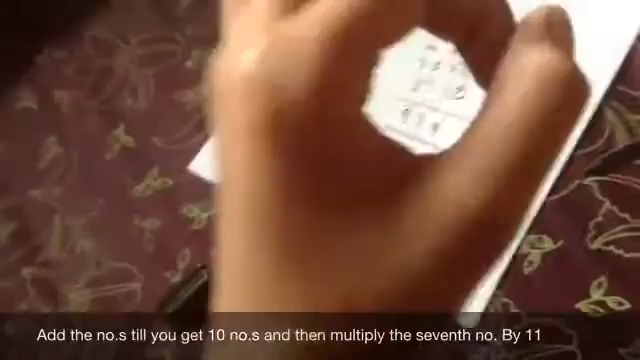 Add the no.s till you get 10 no.s and then multiply the seventh no. By 11